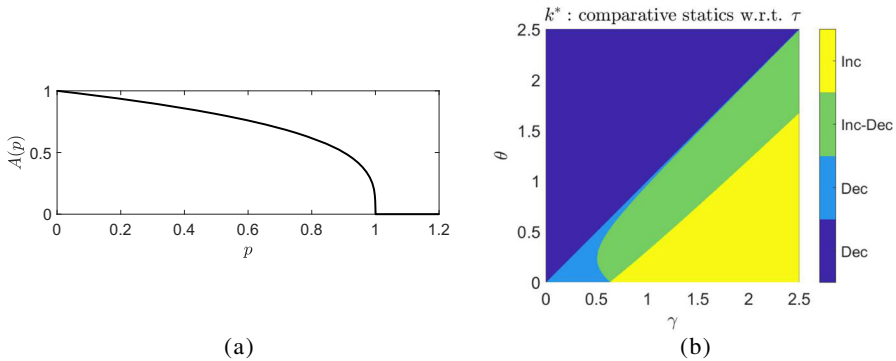 k* : comparative statics w.r.t. τ
1
0.5
0
A(p)
0 0.2 0.4 0.6 0.8 1 1.2
p
(a)
2.5
2
1.5
1
0.5
0
θ
0 0.5 1 1.5 2 2.5
γ
Inc
Inc-Dec
Dec
Dec
(b)